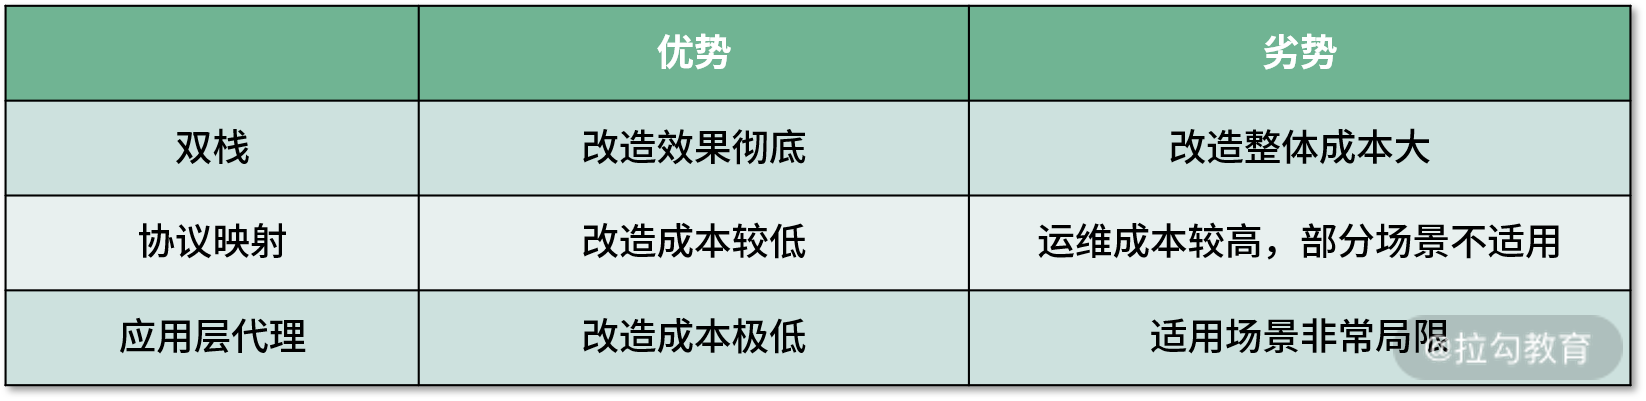 优势 劣势
双栈 改造效果彻底 改造整体成本大
协议映射 改造成本较低 运维成本较高，部分场景不适用
应用层代理 改造成本极低 适用场景非常局限
@拉勾教育